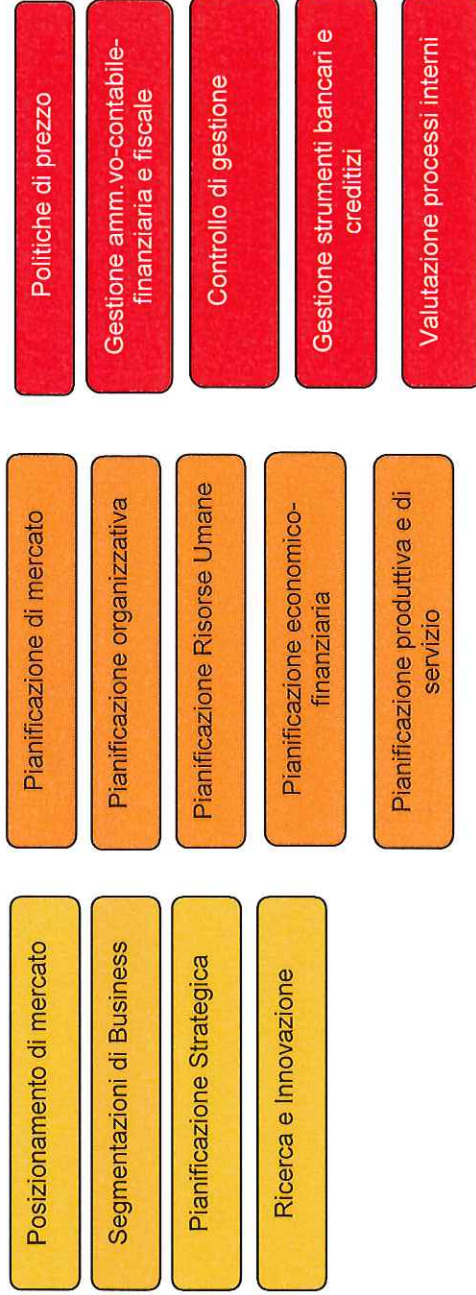 Posizionamento di mercato
Segmentazioni di Business
Pianificazione Strategica
Ricerca e Innovazione
Pianificazione di mercato
Pianificazione organizzativa
Pianificazione Risorse Umane
Pianificazione economico-
finanziaria
Pianificazione produttiva e di
servizio
Politiche di prezzo
Gestione amm.vo-contabile-
finanziaria e fiscale
Controllo di gestione
Gestione strumenti bancari e
creditizi
Valutazione processi interni